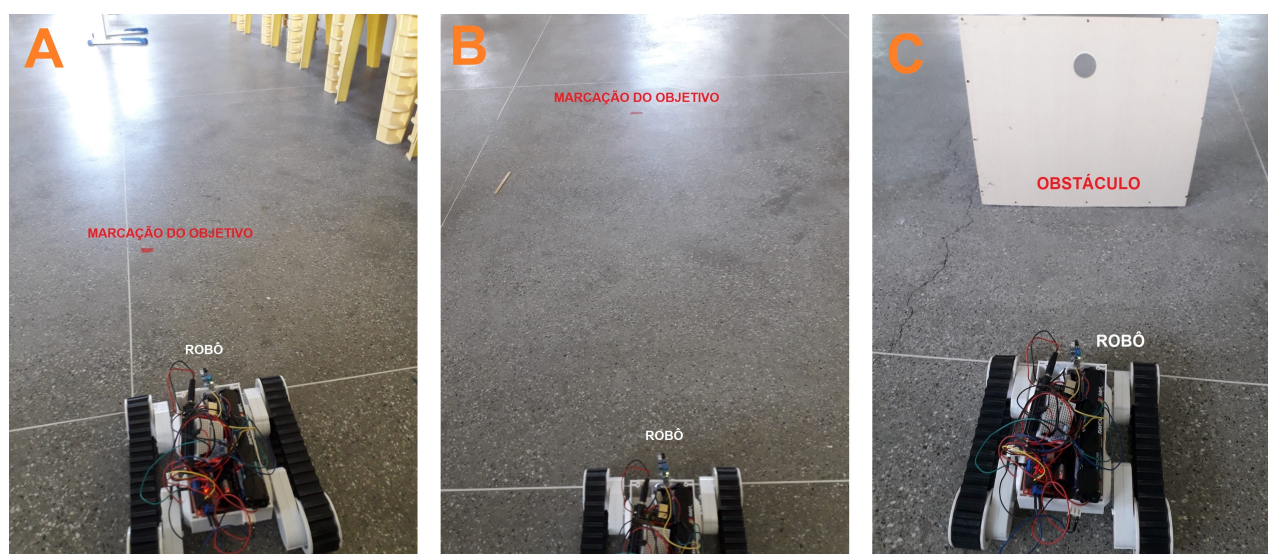 A
MARCAÇÃO DO OBJETIVO
ROBÔ
B
MARCAÇÃO DO OBJETIVO
ROBÔ
C
OBSTÁCULO
ROBÔ